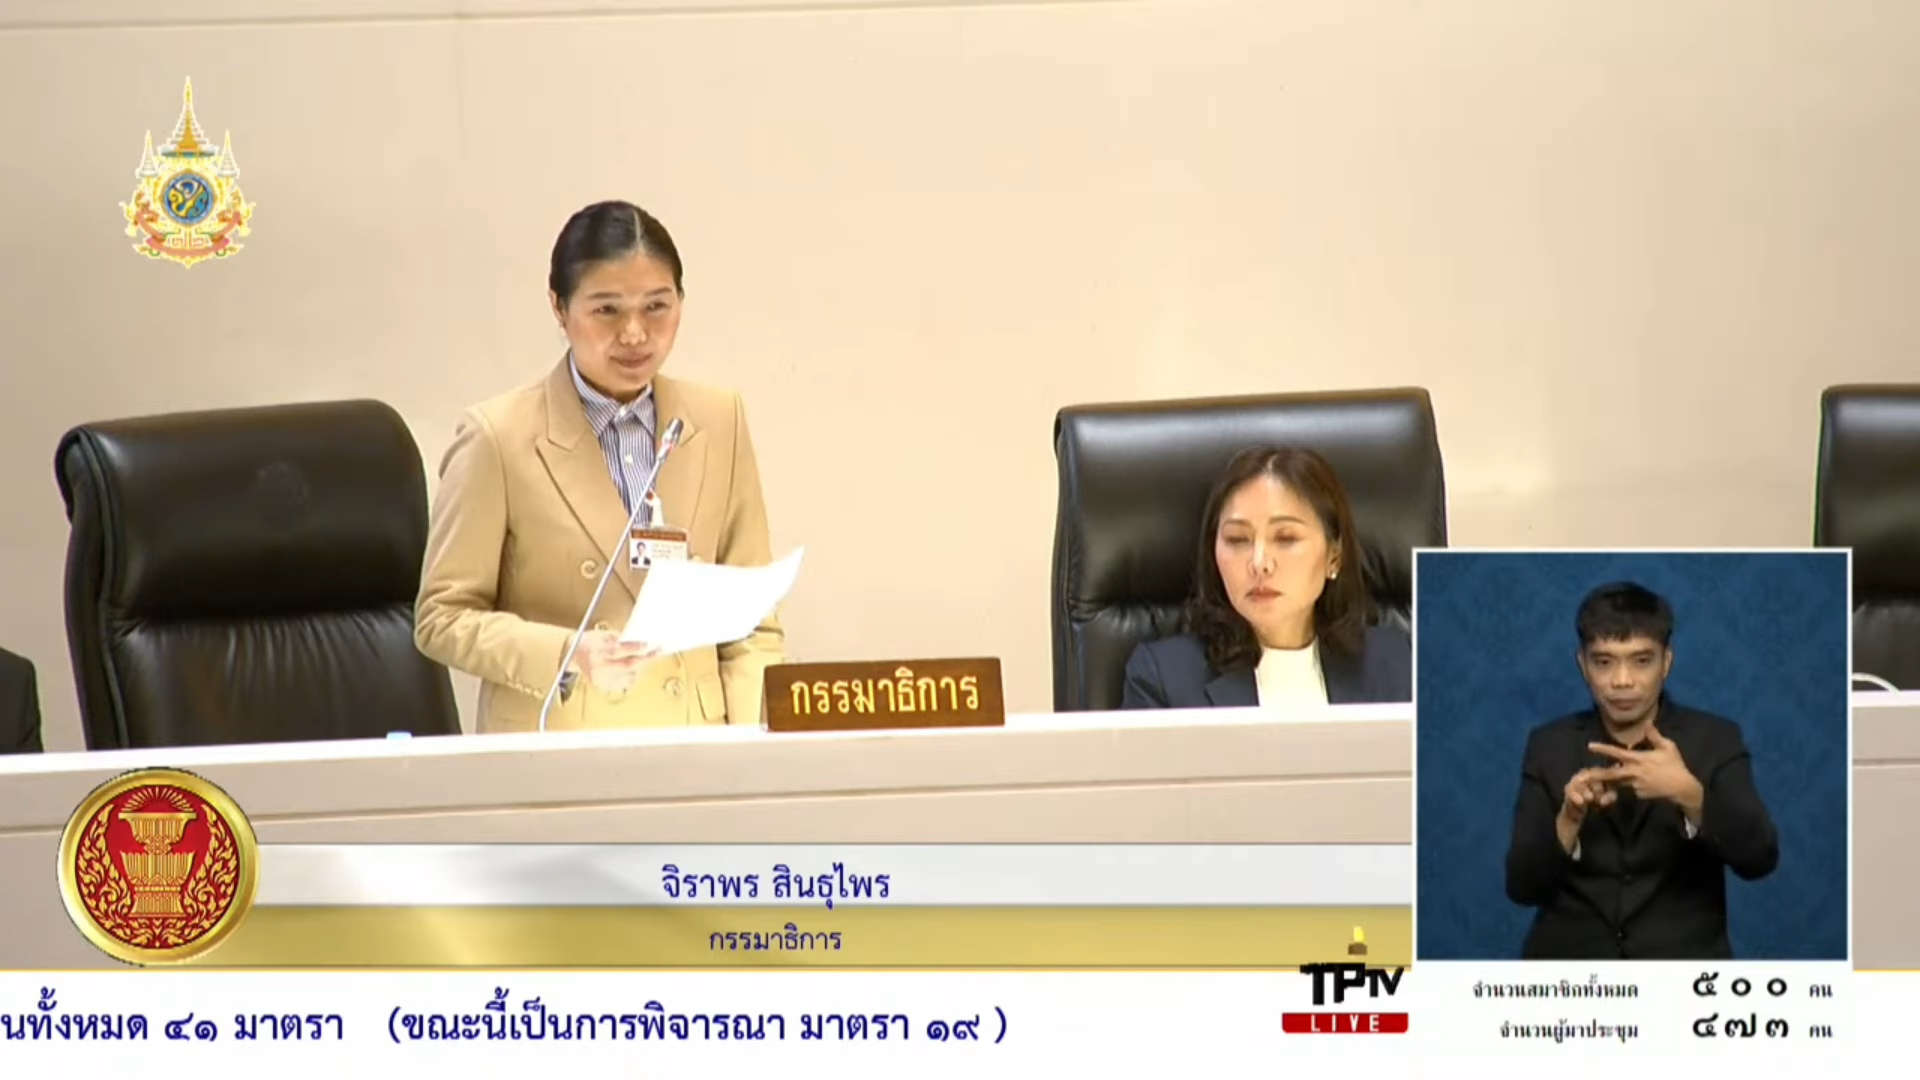 กรรมาธิการ
จิราพร สินธุไพร
กรรมาธิการ
TPTV
LIVE
จำนวนสมาชิกทั้งหมด ๕๐๐ คน
จำนวนผู้มาประชุม ๔๗๓ คน
นทั้งหมด ๔๑ มาตรา (ขณะนี้เป็นการพิจารณา มาตรา ๑๙ )